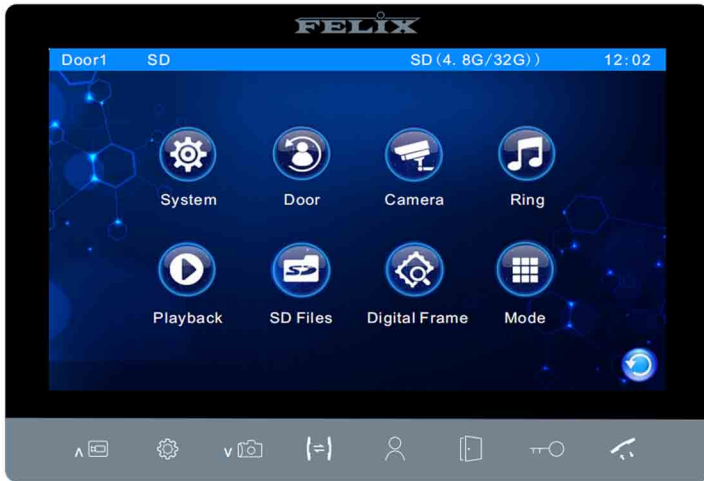 FELIX
Door1 SD SD(4. 8G/32G)) 12:02
System Door Camera Ring
SD
Playback SD Files Digital Frame Mode